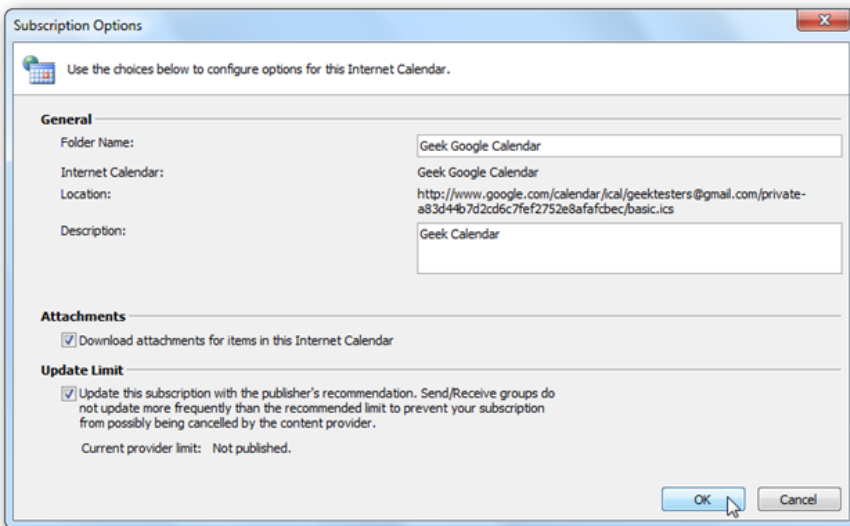 Subscription Options
Use the choices below to configure options for this Internet Calendar.
General
Folder Name:
Geek Google Calendar
Internet Calendar:
Geek Google Calendar
Location:
http://www.google.com/calendar/ical/geektesters@gmail.com/private-
a83d44b7d2cd6c7fef2752e8afafcbec/basic.ics
Description:
Geek Calendar
Attachments
Download attachments for items in this Internet Calendar
Update Limit
Update this subscription with the publisher's recommendation. Send/Receive groups do
not update more frequently than the recommended limit to prevent your subscription
from possibly being cancelled by the content provider.
Current provider limit: Not published.
OK
Cancel